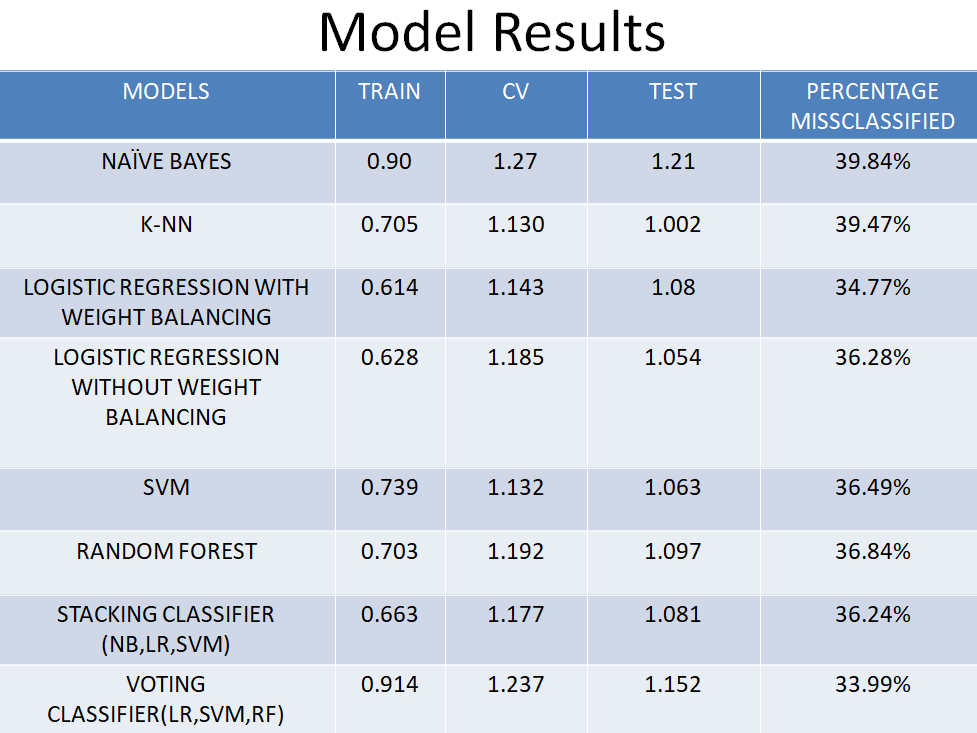 Model Results
MODELS TRAIN CV TEST PERCENTAGE
MISSCLASSIFIED
NAÏVE BAYES 0.90 1.27 1.21 39.84%
K-NN 0.705 1.130 1.002 39.47%
LOGISTIC REGRESSION WITH 0.614 1.143 1.08 34.77%
WEIGHT BALANCING
LOGISTIC REGRESSION 0.628 1.185 1.054 36.28%
WITHOUT WEIGHT
BALANCING
SVM 0.739 1.132 1.063 36.49%
RANDOM FOREST 0.703 1.192 1.097 36.84%
STACKING CLASSIFIER 0.663 1.177 1.081 36.24%
(NB,LR,SVM)
VOTING 0.914 1.237 1.152 33.99%
CLASSIFIER(LR,SVM,RF)